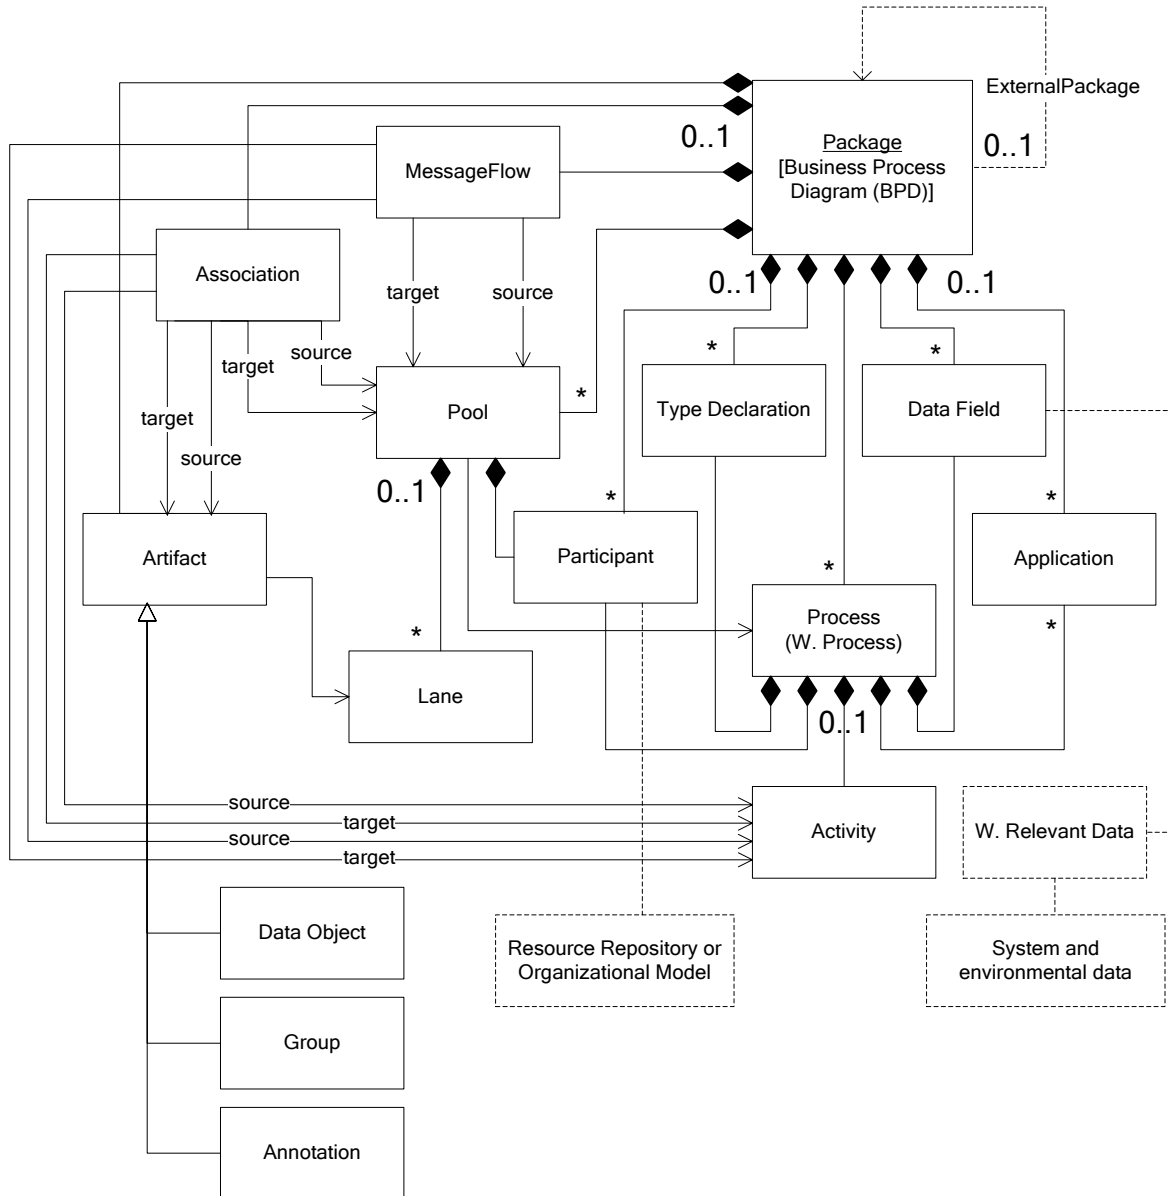 ExternalPackage
0..1
Package
0..1
[Business Process
Diagram (BPD)]
MessageFlow
Association
0..1
0..1
target
source
source
target
*
*
*
Pool
Type Declaration
Data Field
target
source
0..1
*
*
Artifact
Participant
Application
*
Process
(W. Process)
*
*
Lane
0..1
source
target
source
target
Activity
W. Relevant Data
Data Object
Resource Repository or
Organizational Model
System and
environmental data
Group
Annotation